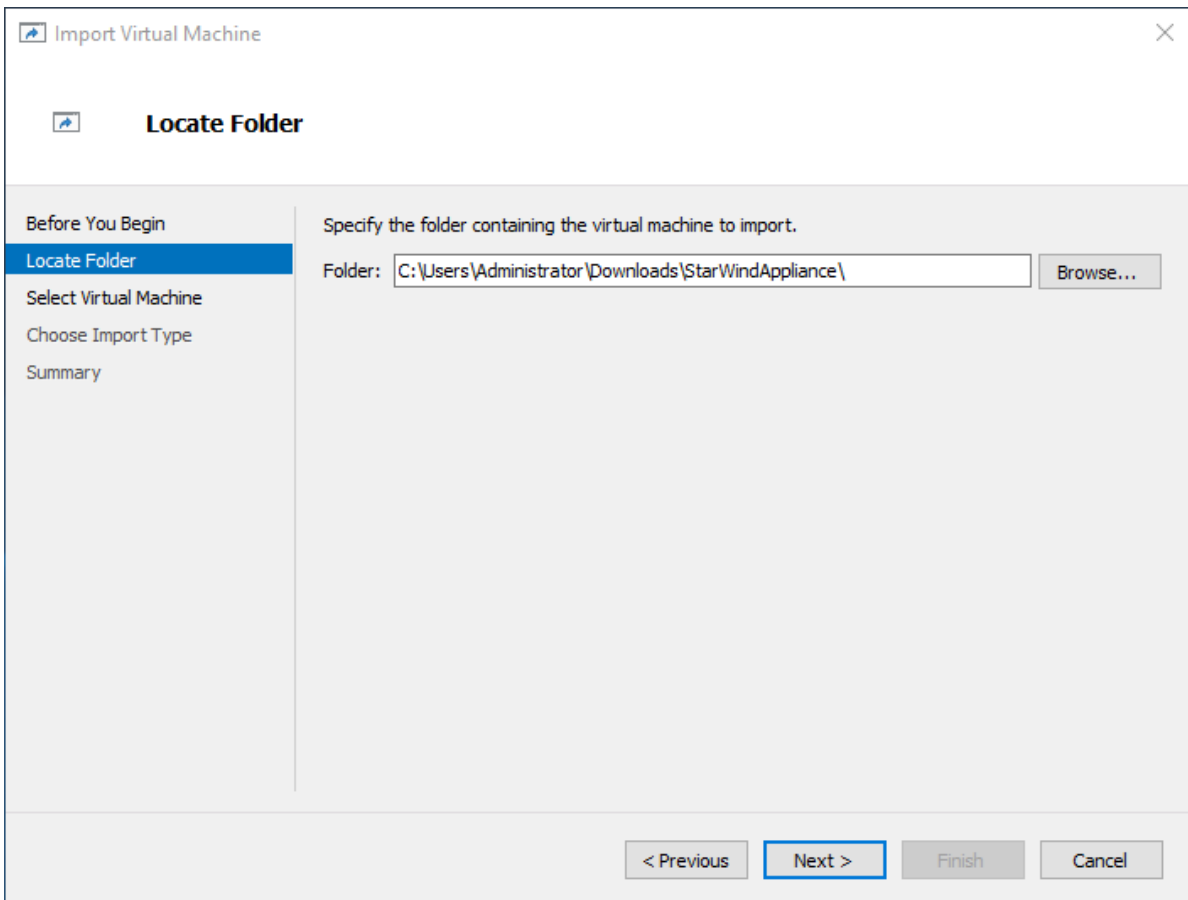 Import Virtual Machine
Locate Folder
Before You Begin
Locate Folder
Select Virtual Machine
Choose Import Type
Summary
Specify the folder containing the virtual machine to import.
Folder: C:\Users\Administrator\Downloads\StarWindAppliance\ Browse...
< Previous Next > Finish Cancel